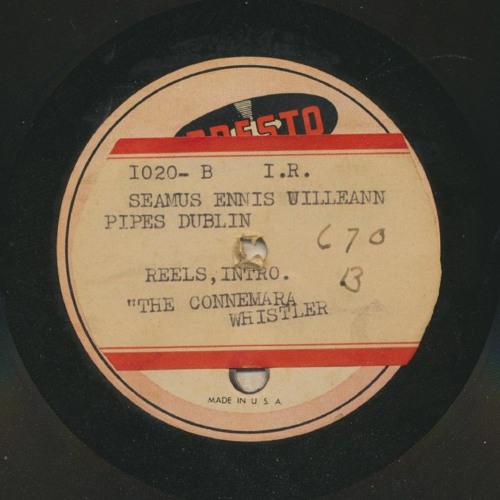 PRESTO
1020-B I.R.
SEAMUS ENNIS UILLEANN
PIPES DUBLIN
670
REELS, INTRO. B
"THE CONNEMARA
WHISTLER
MADE IN U.S.A.